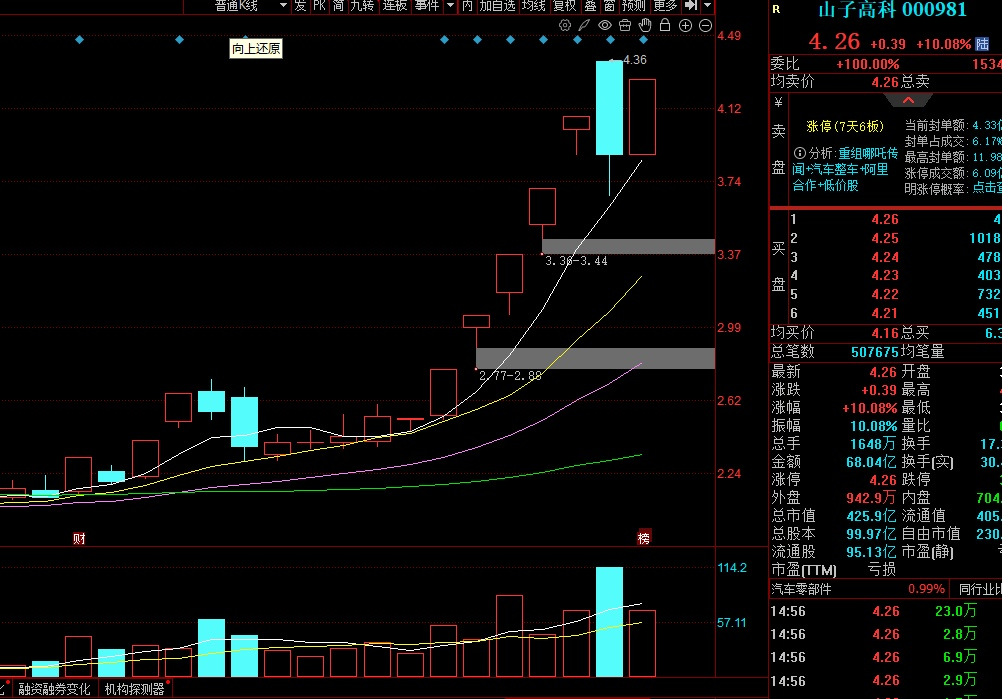 普通K线 发 PK 简 九转 连板 事件 内 加自选 均线 复权 叠 窗 预测 更多
向上还原
4.49
4.36
4.12
3.74
3.37
3.36-3.44
2.99
2.77-2.88
2.62
2.24
财
榜
114.2
57.11
融资融券变化 机构探测器
R
山子高科 000981
4.26 +0.39 +10.08% 陆
委比 +100.00% 1534
均卖价 4.26 总卖
¥
卖
盘
涨停(7天6板)
分析: 重组哪吒传
闻+汽车整车+阿里
合作+低价股
当前封单额: 4.33亿
封单占成交: 6.17%
最高封单额: 11.98
涨停成交额: 6.09亿
明涨停概率: 点击查
买
盘
1 4.26 4
2 4.25 1018
3 4.24 478
4 4.23 403
5 4.22 732
6 4.21 451
均买价 4.16 总买 6.3
总笔数 507675 均笔量
最新 4.26 开盘
涨跌 +0.39 最高
涨幅 +10.08% 最低
振幅 10.08% 量比
总手 1648万 换手 17.
金额 68.04亿 换手(实) 30.
涨停 4.26 跌停
外盘 942.9万 内盘 704.
总市值 425.9亿 流通值 405.
总股本 99.97亿 自由市值 230.
流通股 95.13亿 市盈(静)
市盈(TTM) 亏损
汽车零部件 0.99% 同行业比
14:56 4.26 23.0万
14:56 4.26 2.8万
14:56 4.26 6.9万
14:56 4.26 2.9万